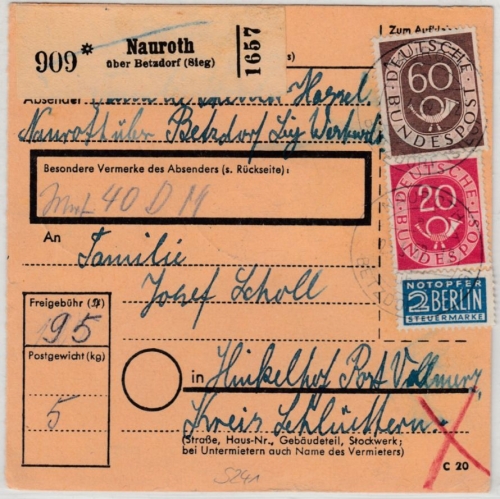 909 * Nauroth
über Betzdorf (Sieg)
1657
Zum
Absender
Nauroth über Betzdorf Sieg
Besondere Vermerke des Absenders (s. Rückseite):
40 DM
An
Familie
Josef Scholl
Freigebühr (₰)
95
Postgewicht (kg)
5
in Hinkelhof Post Vollmerz
Kreis Schlüchtern
(Straße, Haus-Nr., Gebäudeteil, Stockwerk;
bei Untermietern auch Name des Vermieters)
C 20
5241
DEUTSCHE BUNDESPOST
60
DEUTSCHE BUNDESPOST
20
NOTOPFER
2 BERLIN
STEUERMARKE